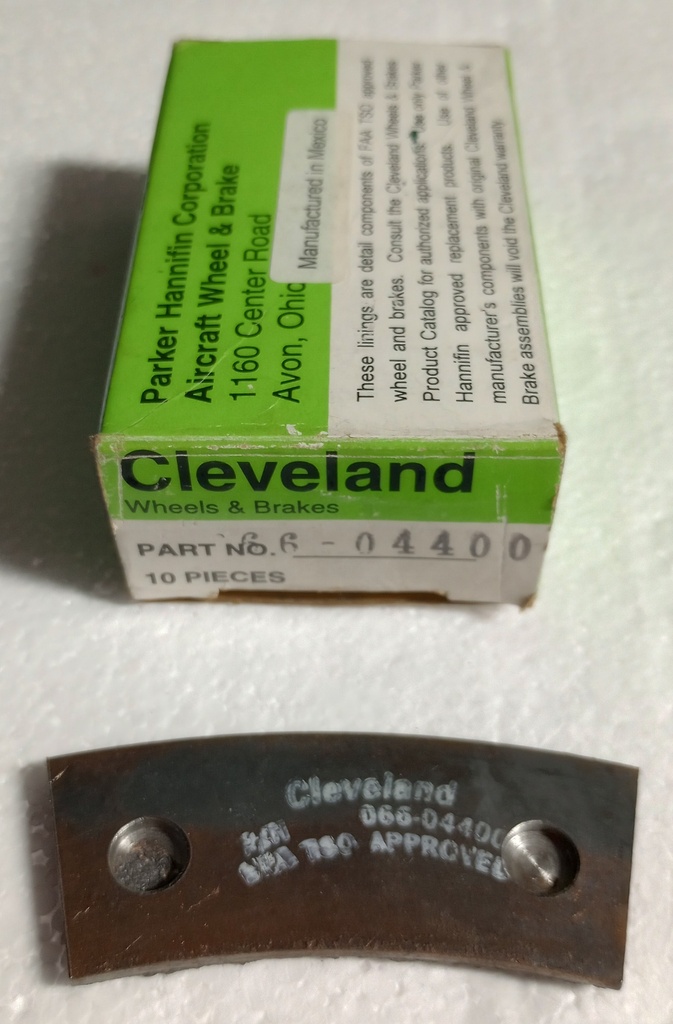 Parker Hannifin Corporation
Aircraft Wheel & Brake
1160 Center Road
Avon, Ohio
Manufactured in Mexico
These linings are detail components of FAA TSO approved
wheel and brakes. Consult the Cleveland Wheels & Brakes
Product Catalog for authorized applications. Use only Parker
Hannifin approved replacement products. Use of other
manufacturer's components with original Cleveland Wheel &
Brake assemblies will void the Cleveland warranty.
Cleveland
Wheels & Brakes
PART NO. 66-04400
10 PIECES
Cleveland
066-04400
TSO APPROVED